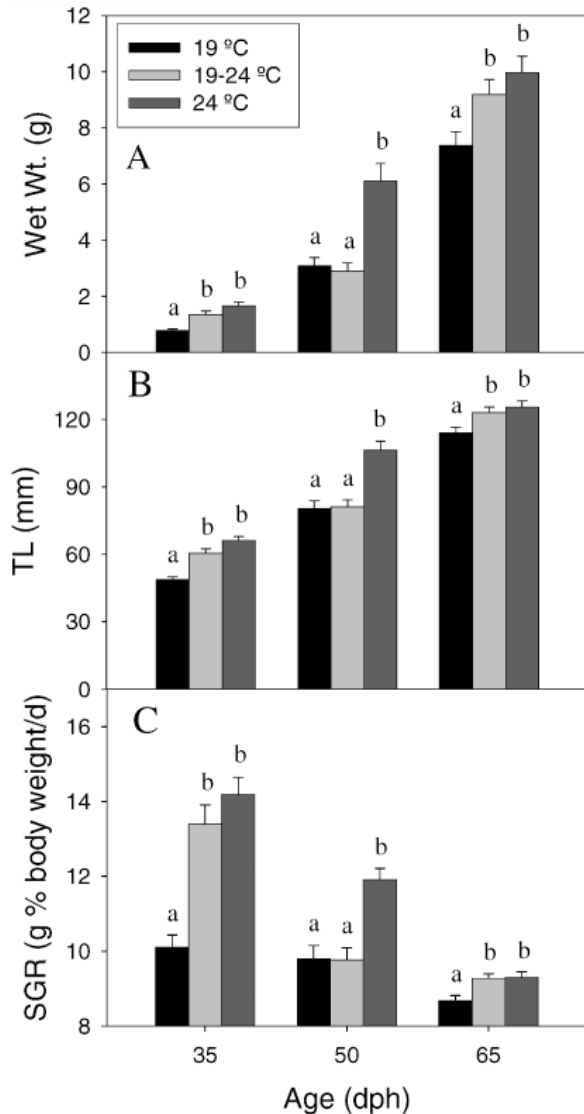 12
10
8
6
4
2
0
Wet Wt. (g)
19 ºC
19-24 ºC
24 ºC
A
a b b
a a b
a b b
120
90
60
30
0
TL (mm)
B
a b b
a a b
a b b
16
14
12
10
8
SGR (g % body weight/d)
C
a b b
a a b
a b b
35 50 65
Age (dph)